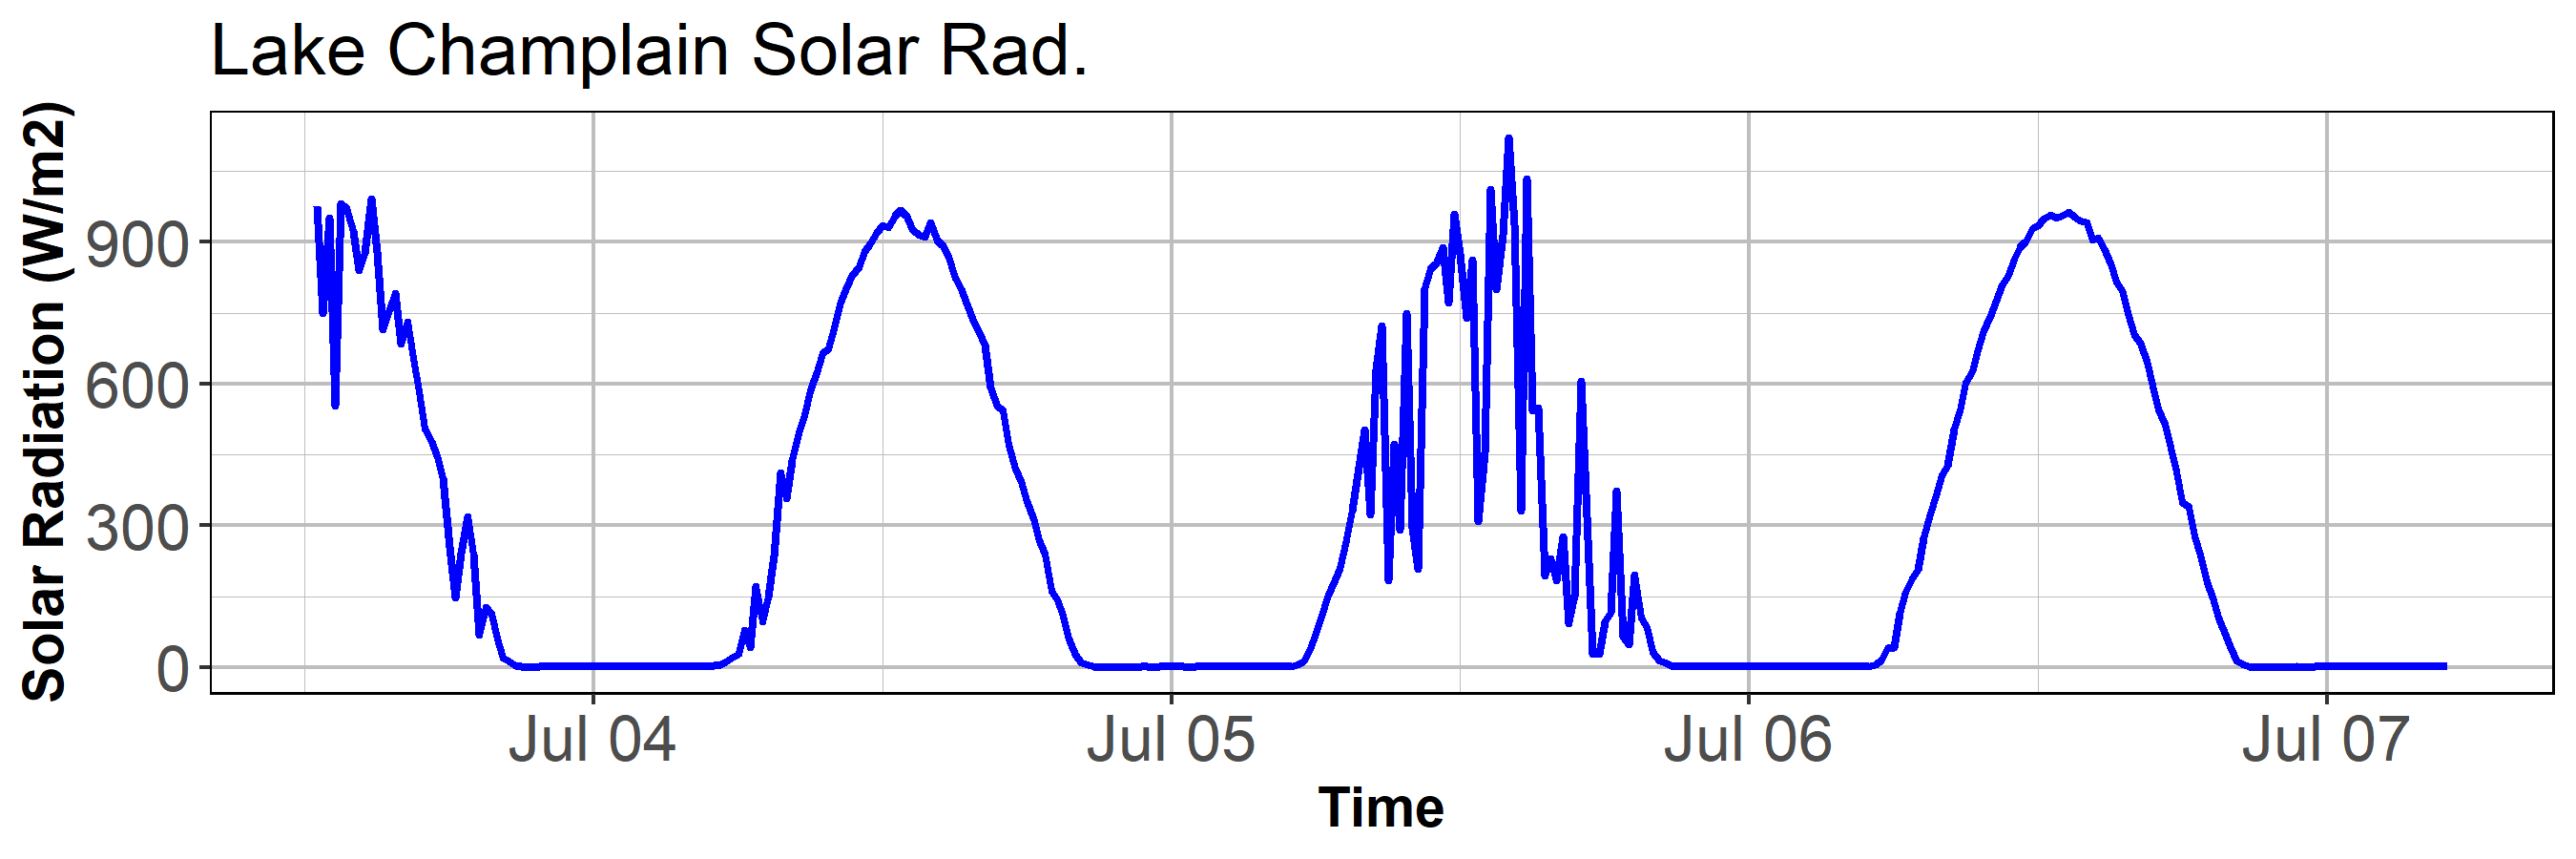 Lake Champlain Solar Rad.
Solar Radiation (W/m2)
900
600
300
0
Jul 04 Jul 05 Jul 06 Jul 07
Time